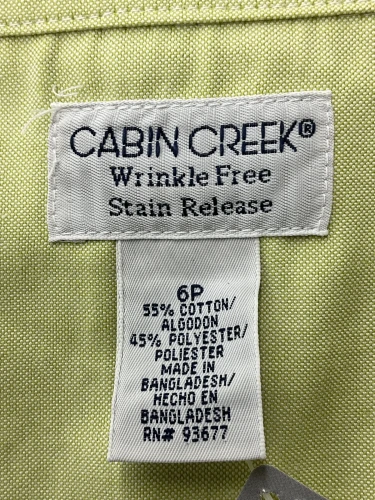 CABIN CREEK®
Wrinkle Free
Stain Release
6P
55% COTTON/
ALGODON
45% POLYESTER/
POLIESTER
MADE IN
BANGLADESH/
HECHO EN
BANGLADESH
RN# 93677